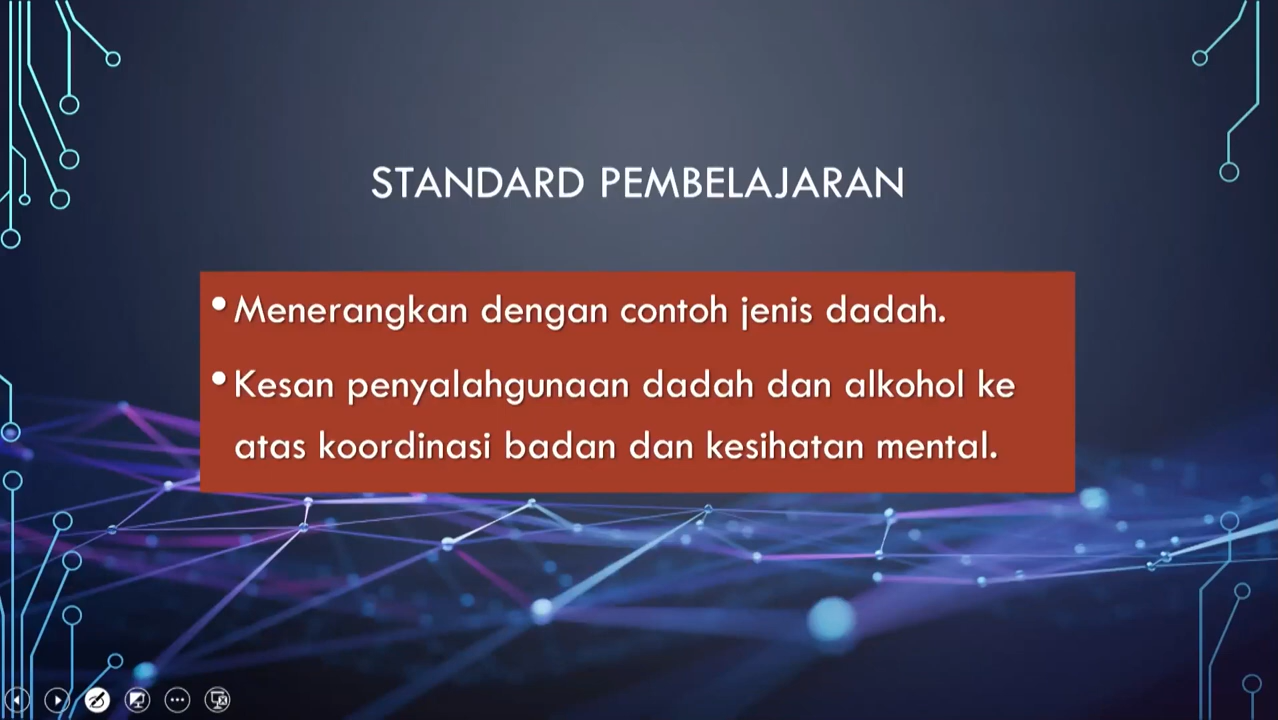 STANDARD PEMBELAJARAN
• Menerangkan dengan contoh jenis dadah.
• Kesan penyalahgunaan dadah dan alkohol ke
atas koordinasi badan dan kesihatan mental.